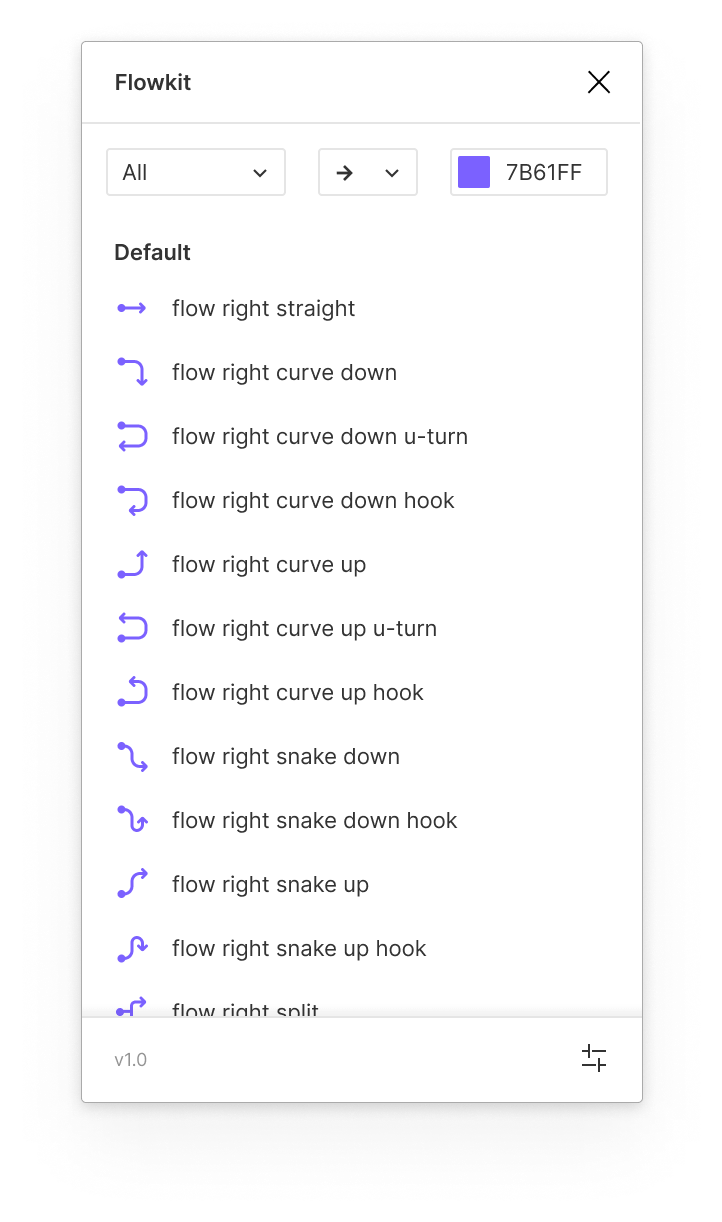 Flowkit
All
7B61FF
Default
flow right straight
flow right curve down
flow right curve down u-turn
flow right curve down hook
flow right curve up
flow right curve up u-turn
flow right curve up hook
flow right snake down
flow right snake down hook
flow right snake up
flow right snake up hook
flow right split
v1.0